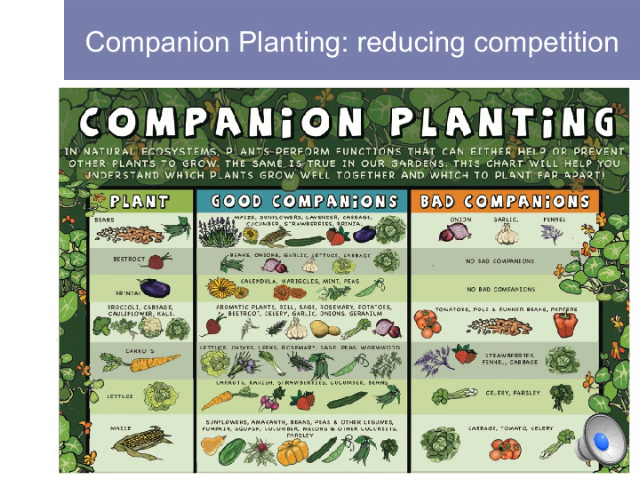 Companion Planting: reducing competition
COMPANION PLANTING
IN NATURAL ECOSYSTEMS, PLANTS PERFORM FUNCTIONS THAT CAN EITHER HELP OR PREVENT
OTHER PLANTS TO GROW. THE SAME IS TRUE IN OUR GARDENS. THIS CHART WILL HELP YOU
UNDERSTAND WHICH PLANTS GROW WELL TOGETHER AND WHICH TO PLANT FAR APART!
PLANT
GOOD COMPANIONS
BAD COMPANIONS
BEANS
MAIZE, SUNFLOWERS, LAVENDER, CABBAGE,
CUCUMBER, STRAWBERRIES, BRINJAL
ONION
GARLIC,
FENNEL
BEETROOT
BEANS, ONIONS, GARLIC, LETTUCE, CABBAGE
NO BAD COMPANIONS
BRINJAL
CALENDULA, MARIGOLDS, MINT, PEAS
NO BAD COMPANIONS
BROCCOLI, CABBAGE,
CAULIFLOWER, KALE,
AROMATIC PLANTS, DILL, SAGE, ROSEMARY, POTATOES,
BEETROOT, CELERY, GARLIC, ONIONS, GERANIUM
TOMATOES, POLE & RUNNER BEANS, PEPPERS
CARROTS
LETTUCE, ONIONS, LEEKS, ROSEMARY, SAGE, PEAS, WORMWOOD
STRAWBERRIES,
FENNEL, CABBAGE
LETTUCE
CARROTS, RADISH, STRAWBERRIES, CUCUMBER, BEANS
CELERY, PARSLEY
MAIZE
SUNFLOWERS, AMARANTH, BEANS, PEAS & OTHER LEGUMES,
PUMPKIN, SQUASH, CUCUMBER, MELONS & OTHER CUCURBITS,
PARSLEY
CABBAGE, TOMATO, CELERY